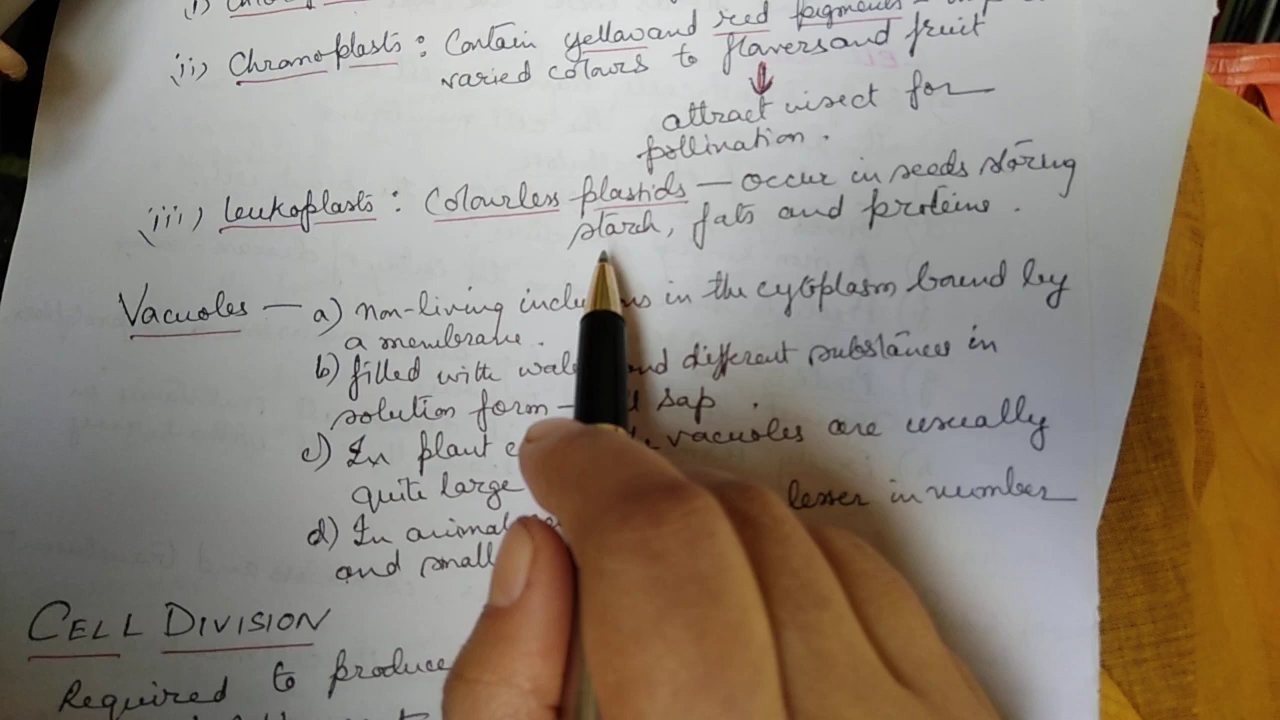 ii) Chromoplasts : Contain yellow and red pigments -
varied colours to flowers and fruit
attract insect for
pollination .
iii) Leukoplasts : Colourless plastids — occur in seeds storing
starch, fats and proteins .
Vacuoles — a) non-living in the cytoplasm bound by
a membrane .
b) filled with and different substances in
solution form — sap .
c) In plant vacuoles are usually
quite large
d) In animal lesser in number
and small
CELL DIVISION
Required to produce